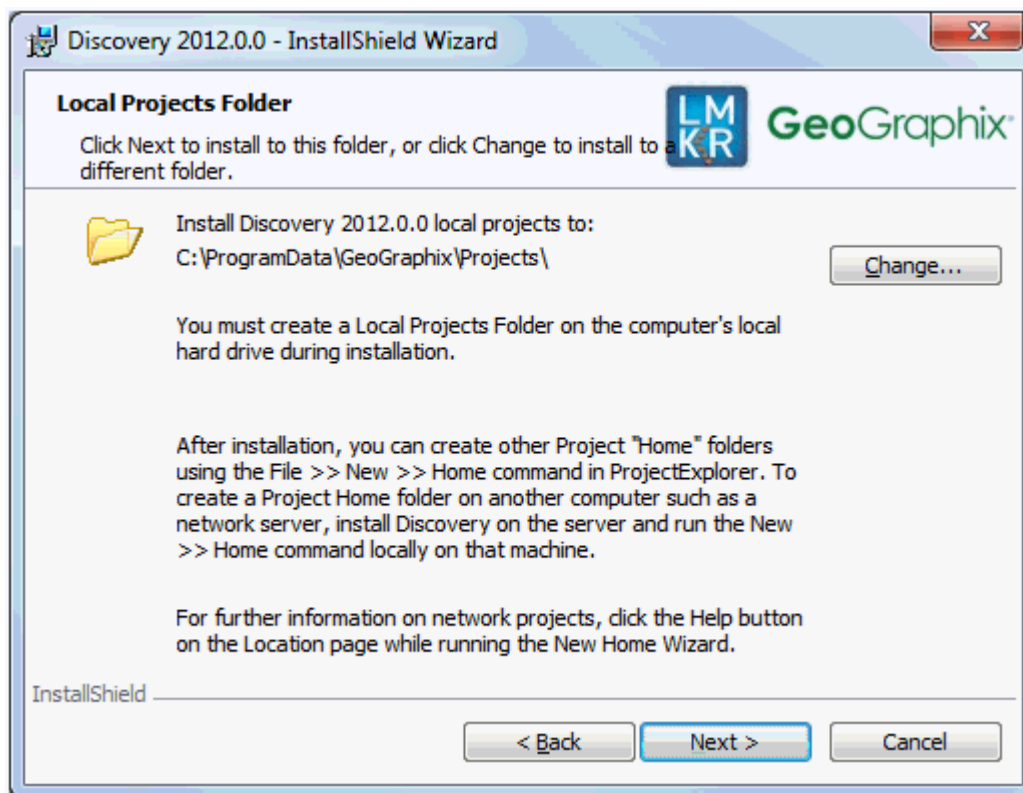 Discovery 2012.0.0 - InstallShield Wizard
Local Projects Folder
Click Next to install to this folder, or click Change to install to a
different folder.
LM
KR
GeoGraphix
Install Discovery 2012.0.0 local projects to:
C:\ProgramData\GeoGraphix\Projects\
Change...
You must create a Local Projects Folder on the computer's local
hard drive during installation.
After installation, you can create other Project "Home" folders
using the File >> New >> Home command in ProjectExplorer. To
create a Project Home folder on another computer such as a
network server, install Discovery on the server and run the New
>> Home command locally on that machine.
For further information on network projects, click the Help button
on the Location page while running the New Home Wizard.
InstallShield
< Back
Next >
Cancel